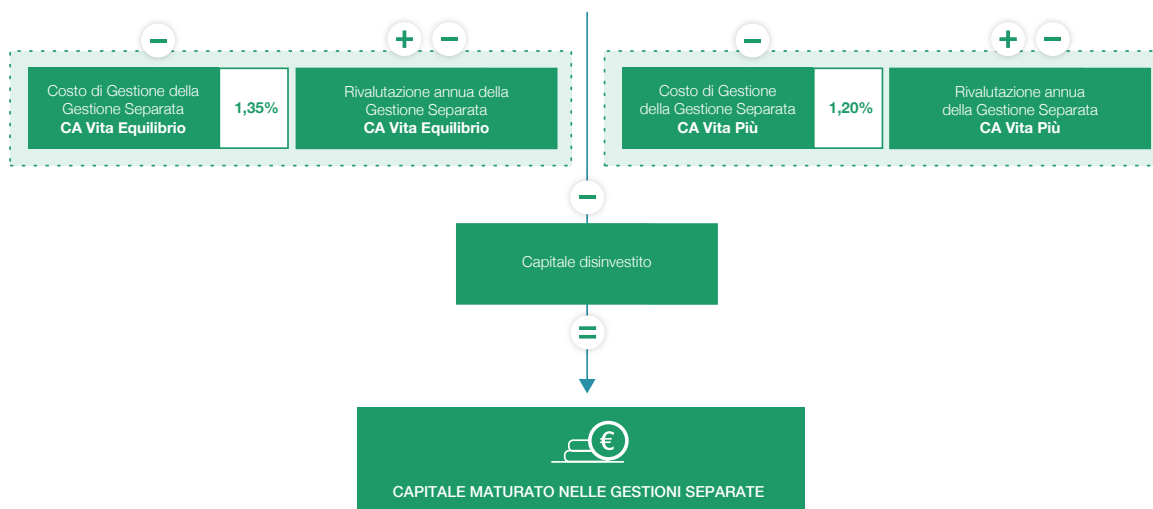 Costo di Gestione della
Gestione Separata
CA Vita Equilibrio
1,35%
Rivalutazione annua della
Gestione Separata
CA Vita Equilibrio
Costo di Gestione
della Gestione Separata
CA Vita Più
1,20%
Rivalutazione annua
della Gestione Separata
CA Vita Più
Capitale disinvestito
€
CAPITALE MATURATO NELLE GESTIONI SEPARATE